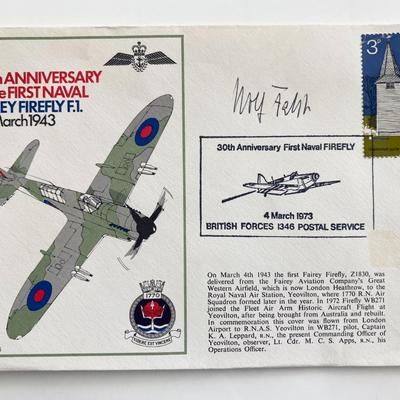 ANNIVERSARY
FIRST NAVAL
EY FIREFLY F.1.
March 1943
3P
30th Anniversary First Naval FIREFLY
4 March 1973
BRITISH FORCES 1346 POSTAL SERVICE
1770
On March 4th 1943 the first Fairey Firefly, Z1830, was
delivered from the Fairey Aviation Company's Great
Western Airfield, which is now London Heathrow, to the
Royal Naval Air Station, Yeovilton, where 1770 R.N. Air
Squadron formed later in the year. In 1972 Firefly WB271
joined the Fleet Air Arm Historic Aircraft Flight at
Yeovilton, after being brought from Australia and rebuilt.
In commemoration this cover was flown from London
Airport to R.N.A.S. Yeovilton in WB271, pilot, Captain
K. A. Leppard, R.N., the present Commanding Officer of
Yeovilton, observer, Lt. Cdr. M. C. S. Apps, R.N., his
Operations Officer.